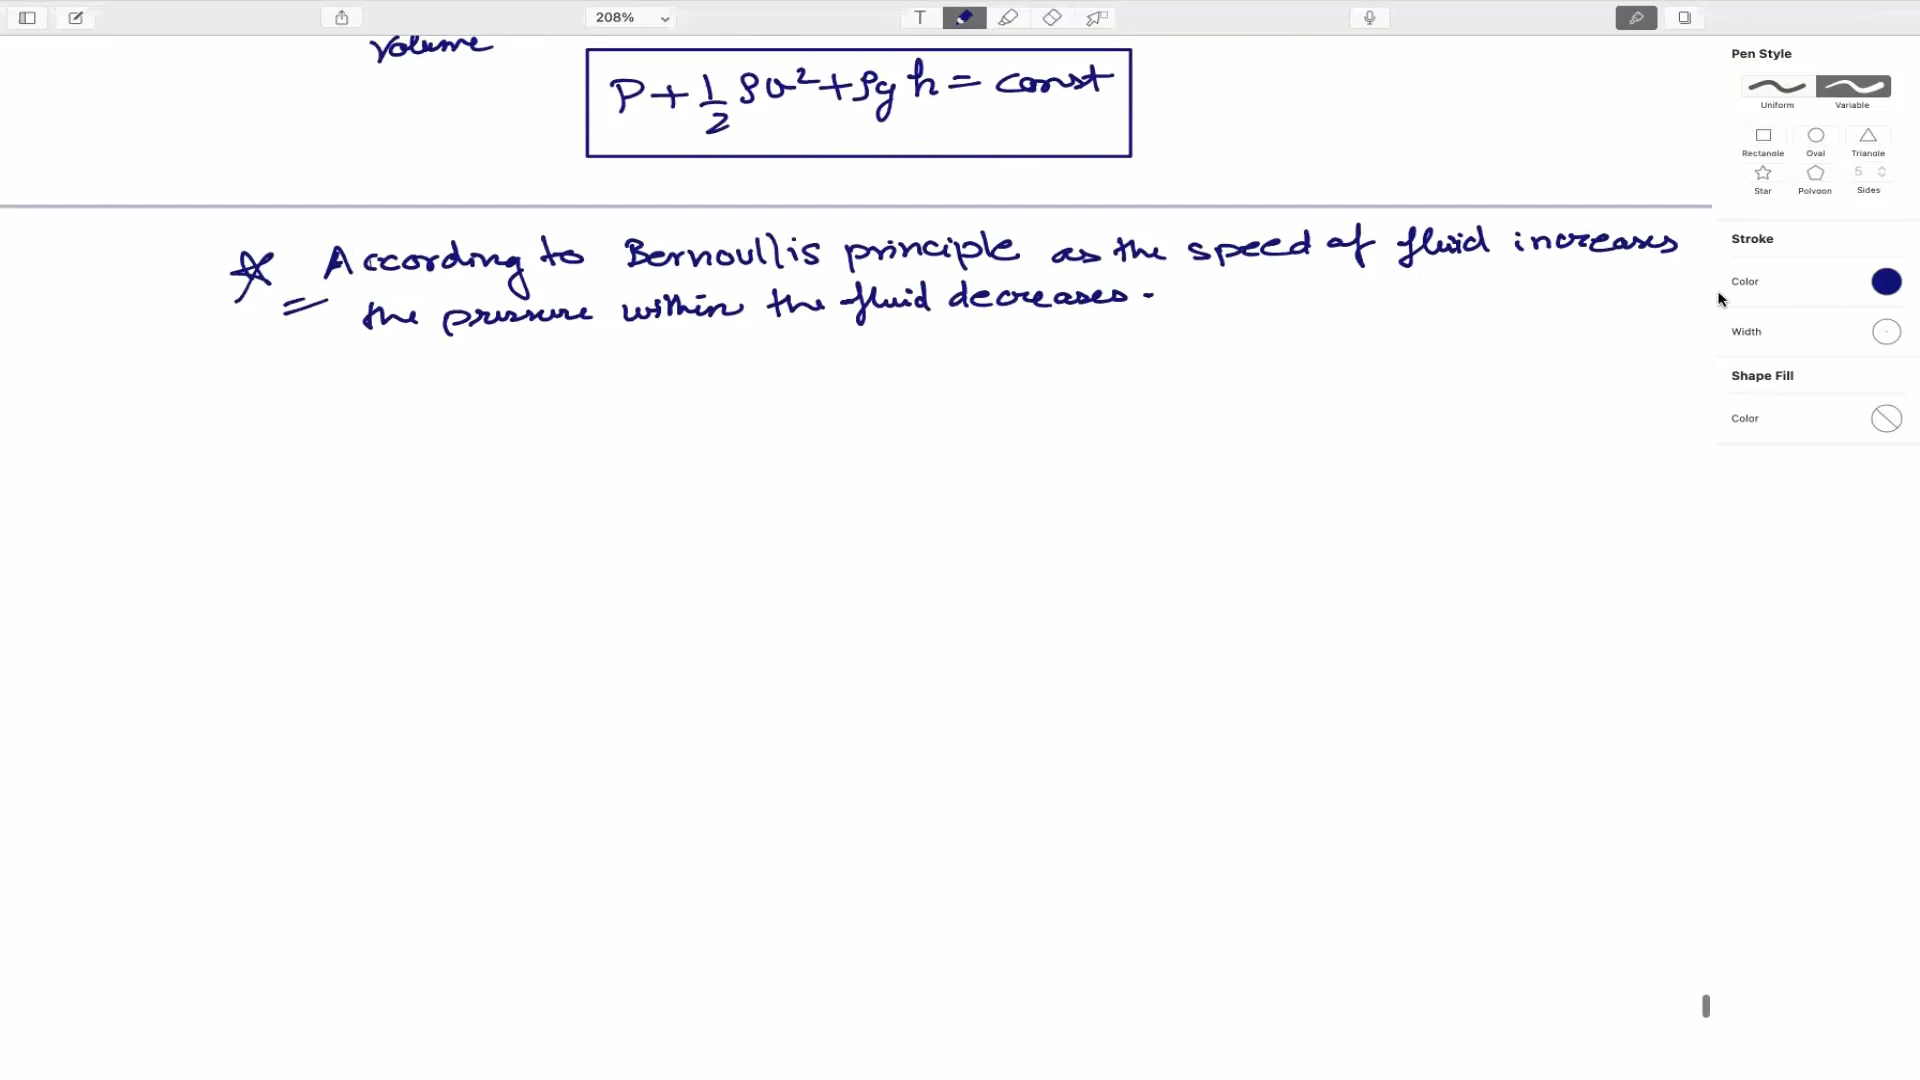 208%
T
volume
P + 1/2 ρv² + ρgh = const
According to Bernoullis principle as the speed of fluid increases
the pressure within the fluid decreases.
Pen Style
Uniform Variable
Rectangle Oval Triangle
5
Star Polygon Sides
Stroke
Color
Width
Shape Fill
Color